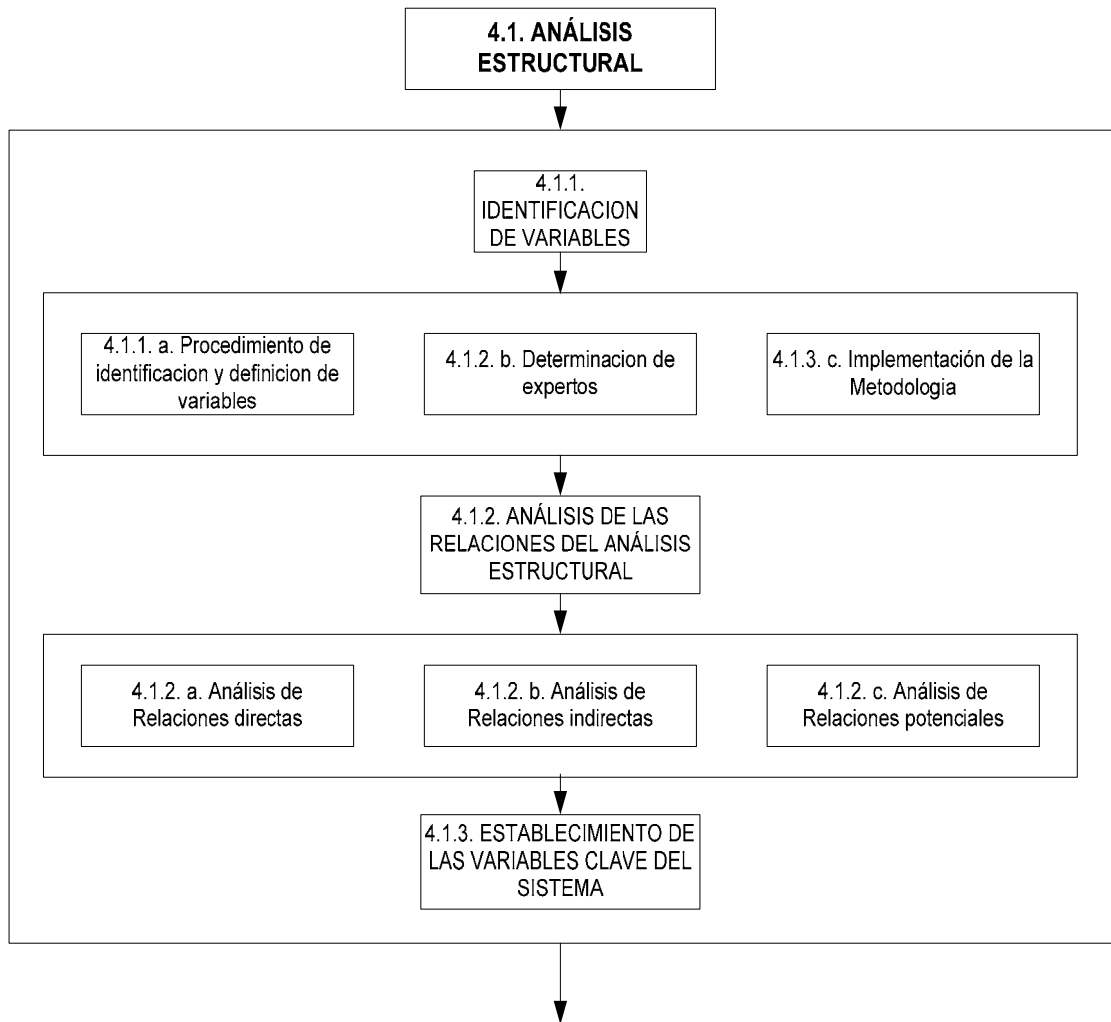 4.1. ANÁLISIS
ESTRUCTURAL
4.1.1.
IDENTIFICACION
DE VARIABLES
4.1.1. a. Procedimiento de
identificacion y definicion de
variables
4.1.2. b. Determinacion de
expertos
4.1.3. c. Implementación de la
Metodologia
4.1.2. ANÁLISIS DE LAS
RELACIONES DEL ANÁLISIS
ESTRUCTURAL
4.1.2. a. Análisis de
Relaciones directas
4.1.2. b. Análisis de
Relaciones indirectas
4.1.2. c. Análisis de
Relaciones potenciales
4.1.3. ESTABLECIMIENTO DE
LAS VARIABLES CLAVE DEL
SISTEMA